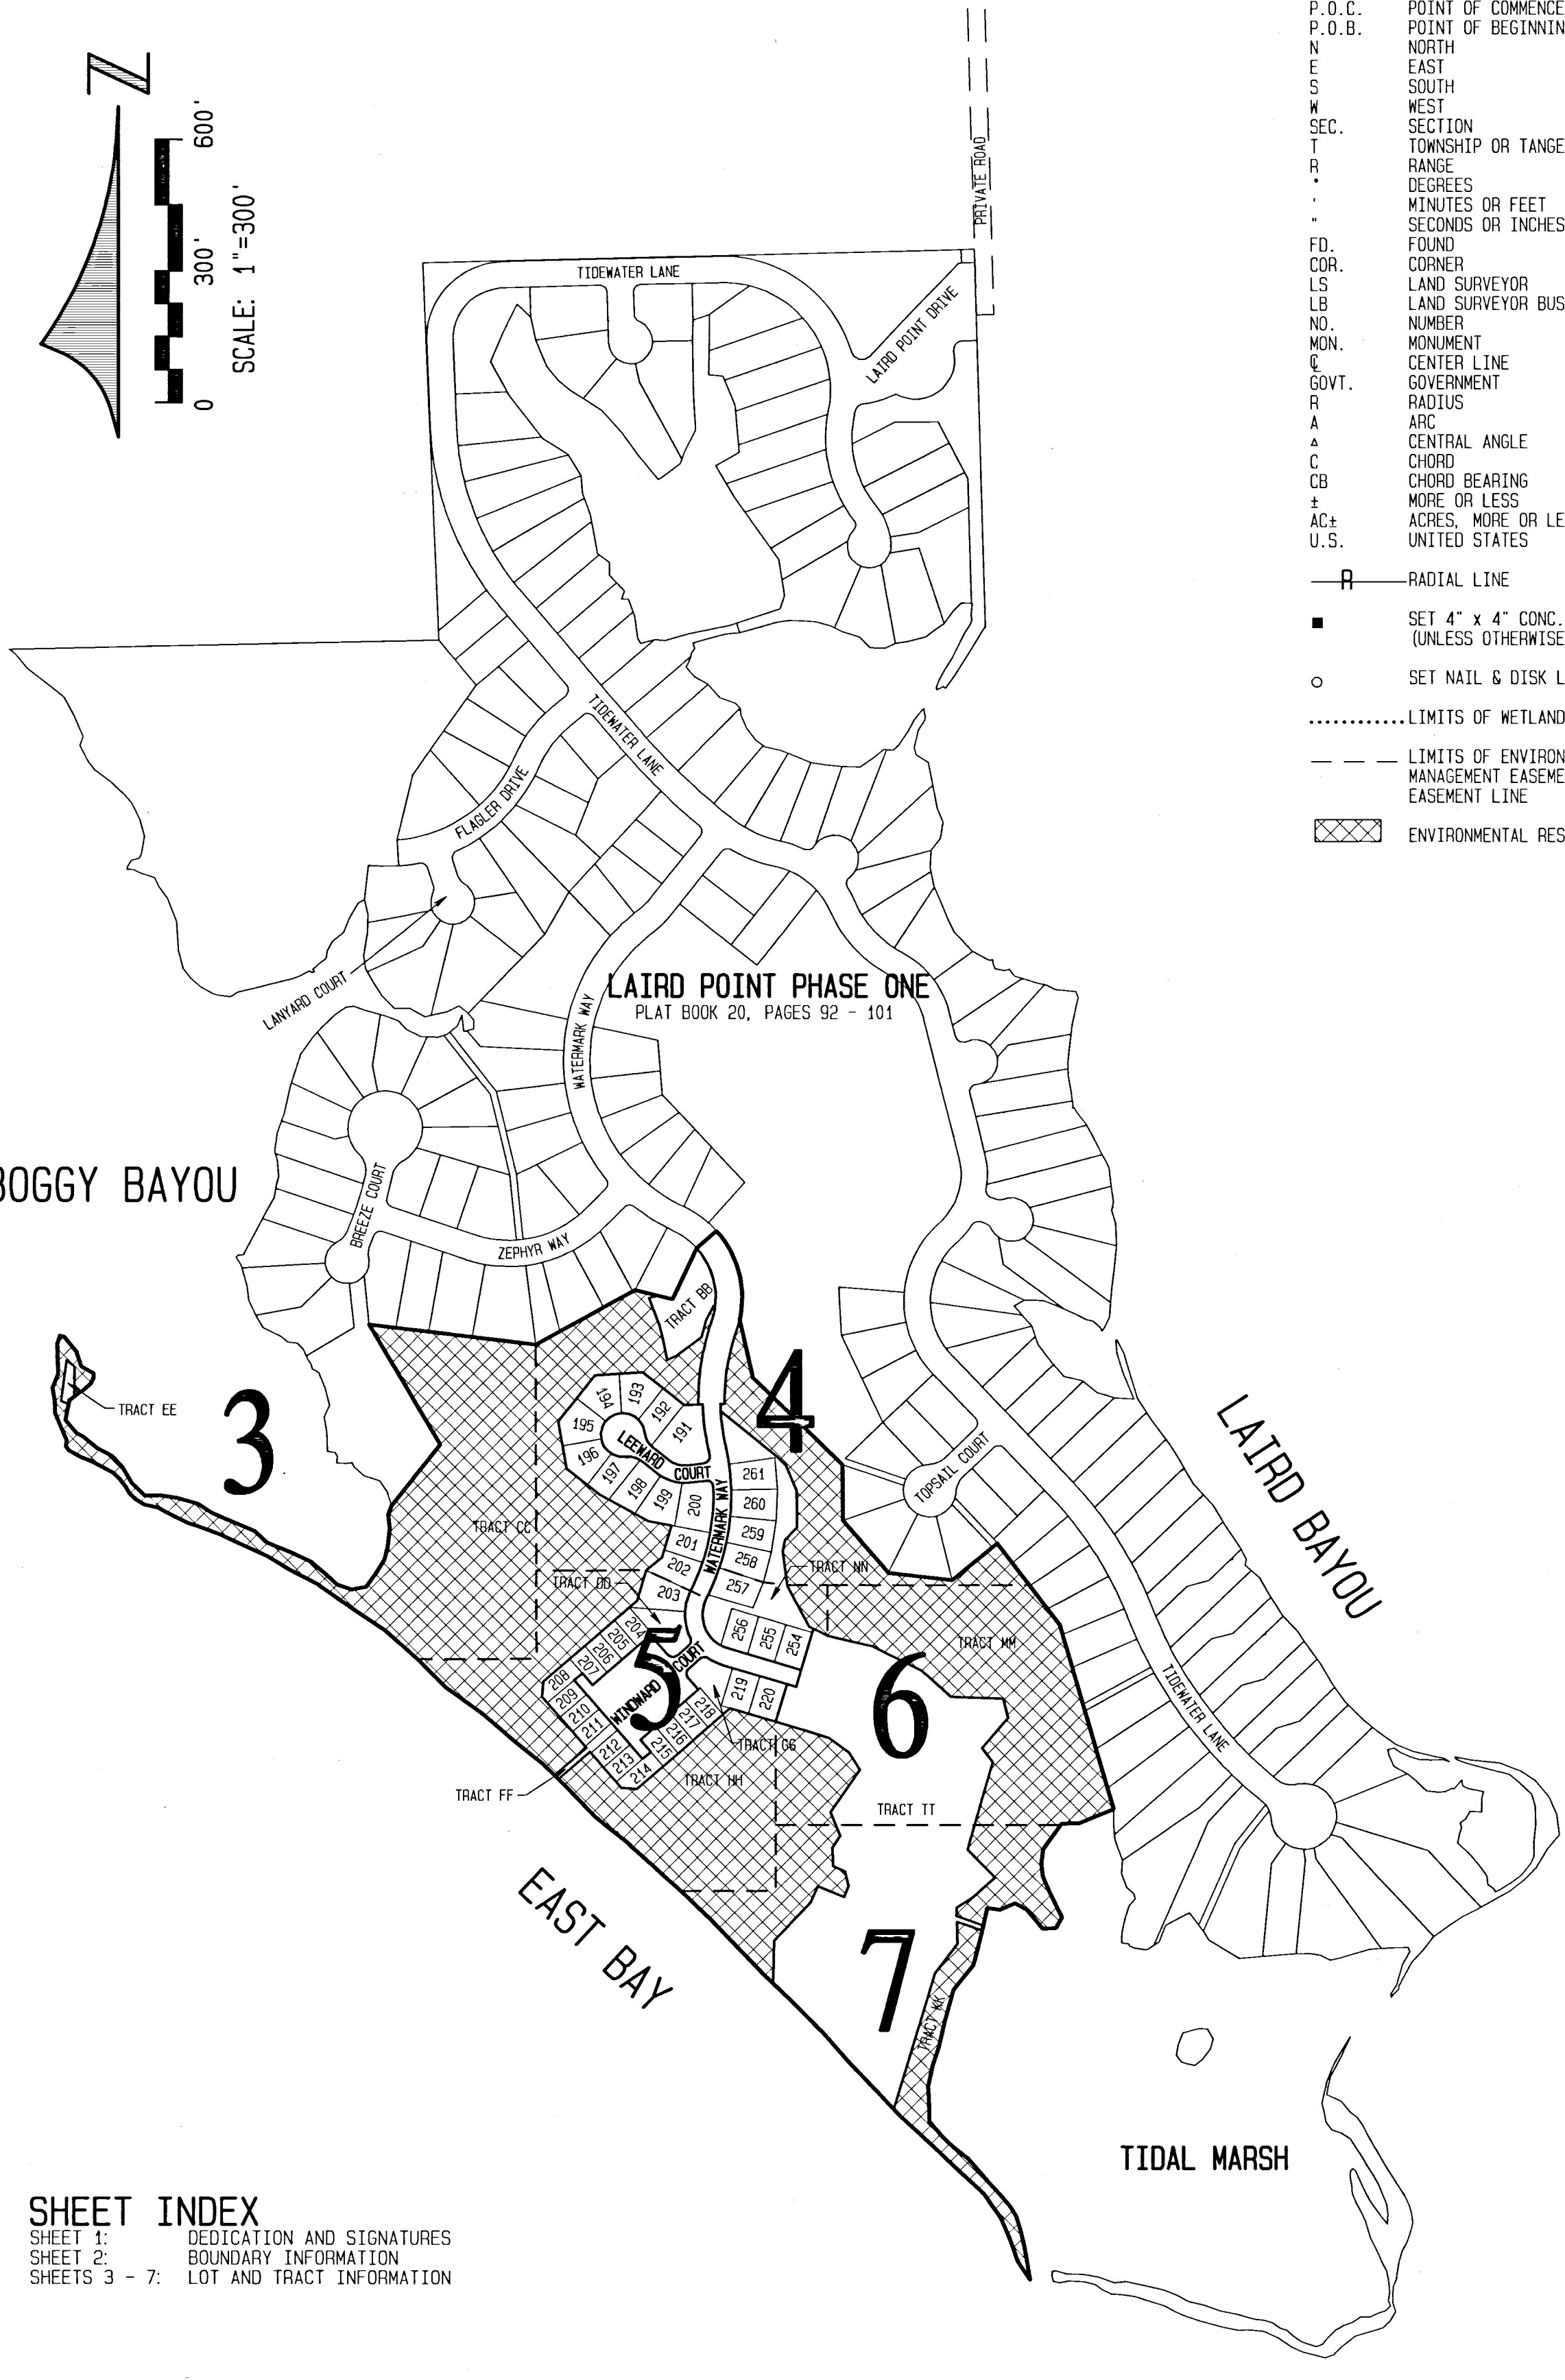 P.O.C. POINT OF COMMENCE
P.O.B. POINT OF BEGINNIN
N NORTH
E EAST
S SOUTH
W WEST
SEC. SECTION
T TOWNSHIP OR TANGE
R RANGE
° DEGREES
' MINUTES OR FEET
" SECONDS OR INCHES
FD. FOUND
COR. CORNER
LS LAND SURVEYOR
LB LAND SURVEYOR BUS
NO. NUMBER
MON. MONUMENT
℄ CENTER LINE
GOVT. GOVERNMENT
R RADIUS
A ARC
Δ CENTRAL ANGLE
C CHORD
CB CHORD BEARING
± MORE OR LESS
AC± ACRES, MORE OR LE
U.S. UNITED STATES
R RADIAL LINE
SET 4" x 4" CONC.
(UNLESS OTHERWISE
SET NAIL & DISK L
LIMITS OF WETLAND
LIMITS OF ENVIRON
MANAGEMENT EASEME
EASEMENT LINE
ENVIRONMENTAL RES
N
0 300' 600'
SCALE: 1"=300'
PRIVATE ROAD
TIDEWATER LANE
LAIRD POINT DRIVE
TIDEWATER LANE
FLAGLER DRIVE
LANYARD COURT
LAIRD POINT PHASE ONE
PLAT BOOK 20, PAGES 92 - 101
WATERMARK WAY
BOGGY BAYOU
BREEZE COURT
ZEPHYR WAY
TRACT BB
TRACT EE
3
4
194
193
192
191
195
LEEWARD COURT
196
197
198
199
200
261
260
WATERMARK WAY
259
258
257
201
202
203
TRACT CC
TRACT DD
TRACT NN
TOPSAIL COURT
LAIRD BAYOU
204
205
206
207
208
209
210
211
212
213
214
215
216
217
218
5
WINDWARD COURT
256
255
254
219
220
TRACT MM
6
TIDEWATER LANE
TRACT GG
TRACT HH
TRACT FF
TRACT TT
EAST BAY
7
TRACT KK
TIDAL MARSH
SHEET INDEX
SHEET 1: DEDICATION AND SIGNATURES
SHEET 2: BOUNDARY INFORMATION
SHEETS 3 - 7: LOT AND TRACT INFORMATION